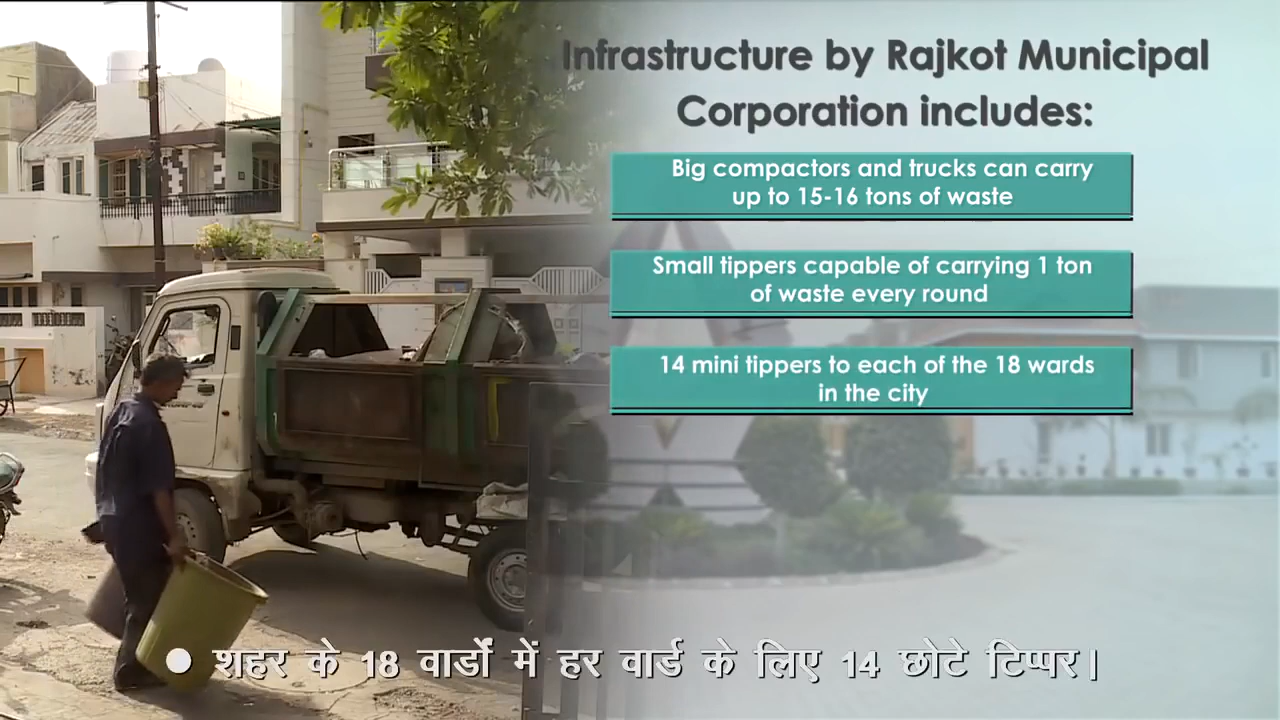 Infrastructure by Rajkot Municipal
Corporation includes:
Big compactors and trucks can carry
up to 15-16 tons of waste
Small tippers capable of carrying 1 ton
of waste every round
14 mini tippers to each of the 18 wards
in the city
● शहर के 18 वार्डों में हर वार्ड के लिए 14 छोटे टिप्पर।